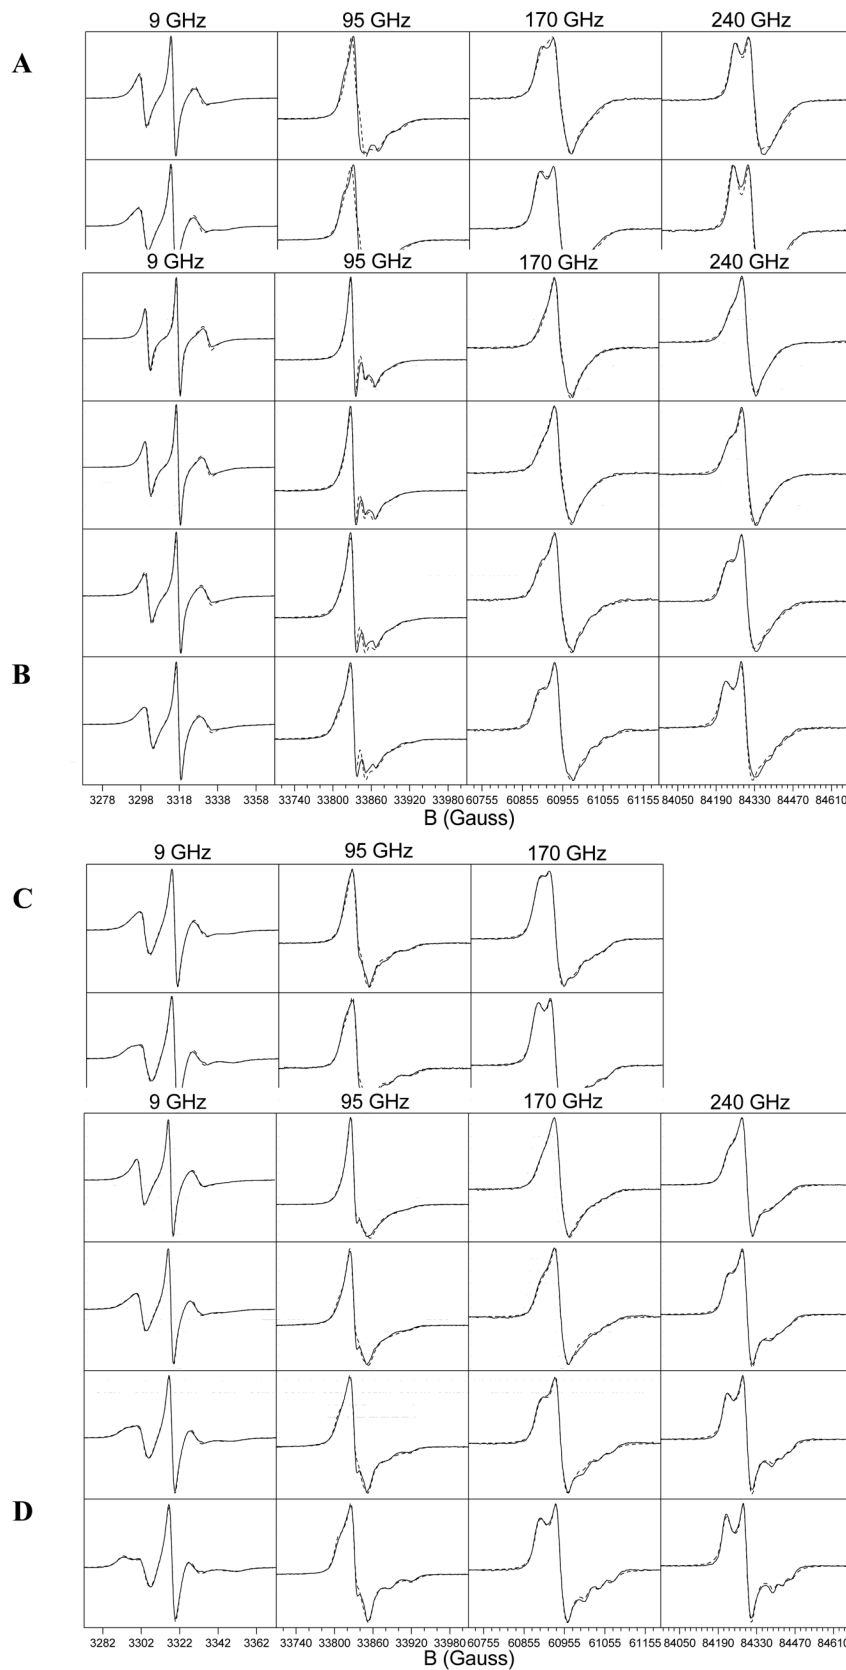 9 GHz 95 GHz 170 GHz 240 GHz
A
9 GHz 95 GHz 170 GHz 240 GHz
B
3278 3298 3318 3338 3358 33740 33800 33860 33920 33980 60755 60855 60955 61055 61155 84050 84190 84330 84470 84610
B (Gauss)
9 GHz 95 GHz 170 GHz
C
9 GHz 95 GHz 170 GHz 240 GHz
D
3282 3302 3322 3342 3362 33740 33800 33860 33920 33980 60755 60855 60955 61055 61155 84050 84190 84330 84470 84610
B (Gauss)